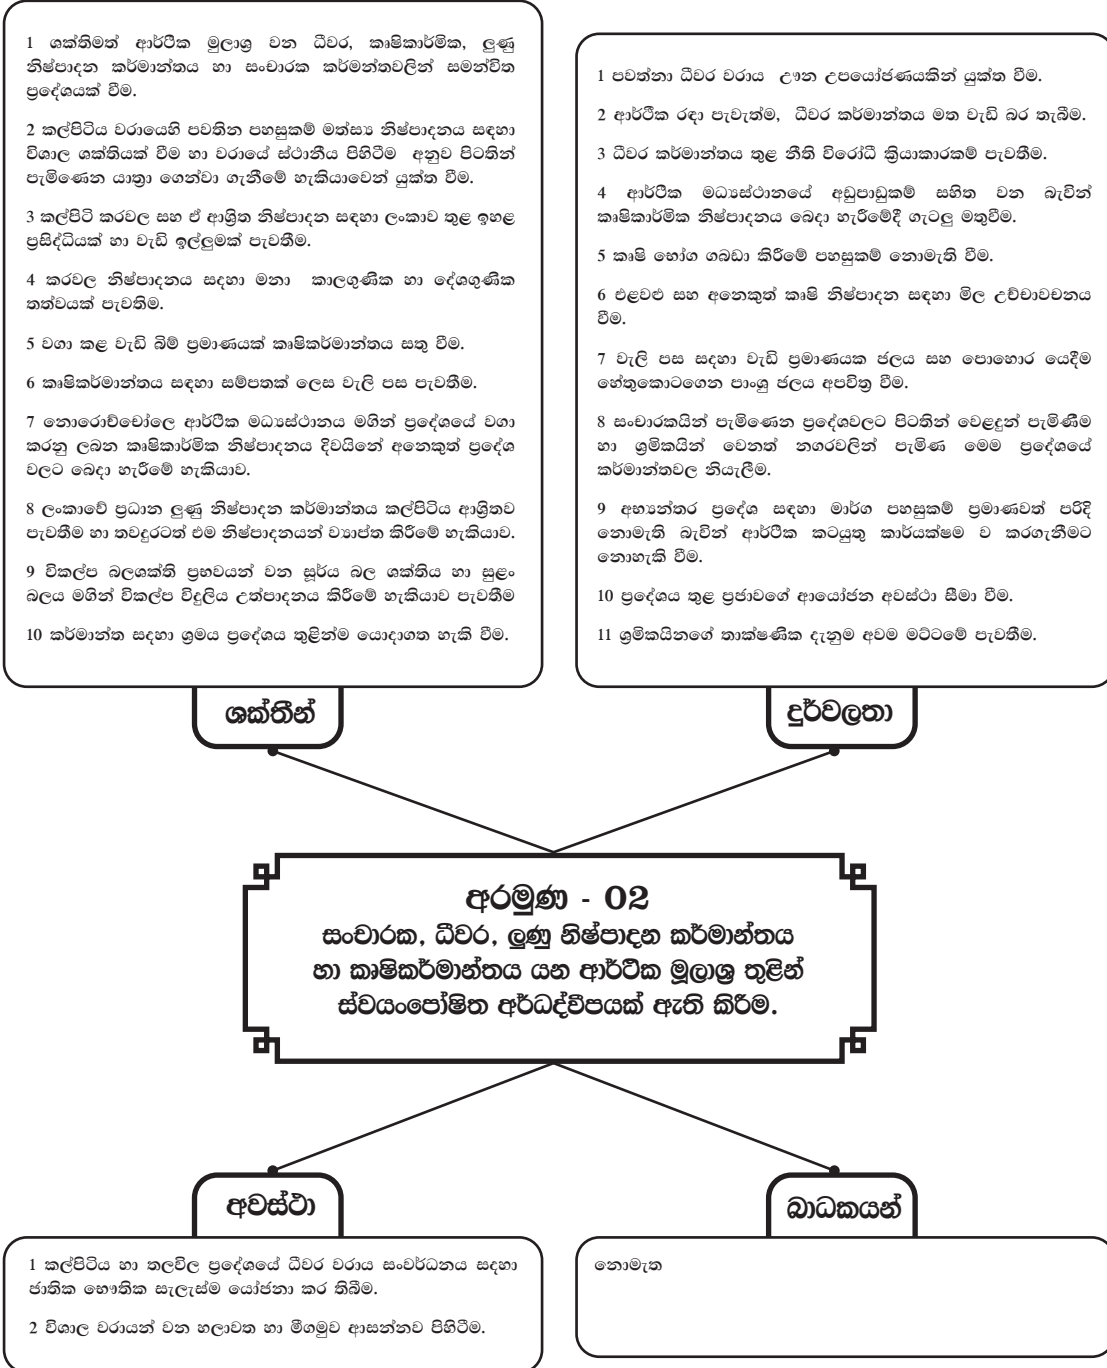 1 ශක්තිමත් ආර්ථික මුලාශ්‍ර වන ධීවර, කෘෂිකාර්මික, ලුණු
නිෂ්පාදන කර්මාන්තය හා සංචාරක කර්මන්තවලින් සමන්විත
ප්‍රදේශයක් වීම.
2 කල්පිටිය වරායෙහි පවතින පහසුකම් මත්ස්‍ය නිෂ්පාදනය සඳහා
විශාල ශක්තියක් වීම හා වරායේ ස්ථානීය පිහිටීම අනුව පිටතින්
පැමිණෙන යාත්‍රා ගෙන්වා ගැනීමේ හැකියාවෙන් යුක්ත වීම.
3 කල්පිටි කරවල සහ ඒ ආශ්‍රිත නිෂ්පාදන සඳහා ලංකාව තුළ ඉහළ
ප්‍රසිද්ධියක් හා වැඩි ඉල්ලුමක් පැවතීම.
4 කරවල නිෂ්පාදනය සඳහා මනා කාලගුණික හා දේශගුණික
තත්වයක් පැවතිම.
5 වගා කළ වැඩි බිම් ප්‍රමාණයක් කෘෂිකර්මාන්තය සතු වීම.
6 කෘෂිකර්මාන්තය සඳහා සම්පතක් ලෙස වැලි පස පැවතීම.
7 නොරොච්චෝලෙ ආර්ථික මධ්‍යස්ථානය මගින් ප්‍රදේශයේ වගා
කරනු ලබන කෘෂිකාර්මික නිෂ්පාදනය දිවයිනේ අනෙකුත් ප්‍රදේශ
වලට බෙදා හැරීමේ හැකියාව.
8 ලංකාවේ ප්‍රධාන ලුණු නිෂ්පාදන කර්මාන්තය කල්පිටිය ආශ්‍රිතව
පැවතීම හා තවදුරටත් එම නිෂ්පාදනයන් ව්‍යාප්ත කිරීමේ හැකියාව.
9 විකල්ප බලශක්ති ප්‍රභවයන් වන සූර්ය බල ශක්තිය හා සුළං
බලය මගින් විකල්ප විදුලිය උත්පාදනය කිරීමේ හැකියාව පැවතීම
10 කර්මාන්ත සඳහා ශ්‍රමය ප්‍රදේශය තුළින්ම යොදාගත හැකි වීම.
ශක්තීන්
1 පවත්නා ධීවර වරාය ඌන උපයෝජණයකින් යුක්ත වීම.
2 ආර්ථික රඳා පැවැත්ම, ධීවර කර්මාන්තය මත වැඩි බර තැබීම.
3 ධීවර කර්මාන්තය තුළ නීති විරෝධී ක්‍රියාකාරකම් පැවතීම.
4 ආර්ථික මධ්‍යස්ථානයේ අඩුපාඩුකම් සහිත වන බැවින්
කෘෂිකාර්මික නිෂ්පාදනය බෙදා හැරීමේදී ගැටලු මතුවීම.
5 කෘෂි භෝග ගබඩා කිරීමේ පහසුකම් නොමැති වීම.
6 එළවළු සහ අනෙකුත් කෘෂි නිෂ්පාදන සඳහා මිල උච්චාවචනය
වීම.
7 වැලි පස සඳහා වැඩි ප්‍රමාණයක ජලය සහ පොහොර යෙදීම
හේතුකොටගෙන පාංශු ජලය අපවිත්‍ර වීම.
8 සංචාරකයින් පැමිණෙන ප්‍රදේශවලට පිටතින් වෙළඳුන් පැමිණීම
හා ශ්‍රමිකයින් වෙනත් නගරවලින් පැමිණ මෙම ප්‍රදේශයේ
කර්මාන්තවල නියැලීම.
9 අභ්‍යන්තර ප්‍රදේශ සඳහා මාර්ග පහසුකම් ප්‍රමාණවත් පරිදි
නොමැති බැවින් ආර්ථික කටයුතු කාර්යක්ෂම ව කරගැනීමට
නොහැකි වීම.
10 ප්‍රදේශය තුළ ප්‍රජාවගේ ආයෝජන අවස්ථා සීමා වීම.
11 ශ්‍රමිකයිනගේ තාක්ෂණික දැනුම අවම මට්ටමේ පැවතීම.
දුර්වලතා
අරමුණ - 02
සංචාරක, ධීවර, ලුණු නිෂ්පාදන කර්මාන්තය
හා කෘෂිකර්මාන්තය යන ආර්ථික මූලාශ්‍ර තුළින්
ස්වයංපෝෂිත අර්ධද්වීපයක් ඇති කිරීම.
අවස්ථා
1 කල්පිටිය හා තලවිල ප්‍රදේශයේ ධීවර වරාය සංවර්ධනය සඳහා
ජාතික භෞතික සැලැස්ම යෝජනා කර තිබීම.
2 විශාල වරායන් වන හලාවත හා මීගමුව ආසන්නව පිහිටීම.
බාධකයන්
නොමැත